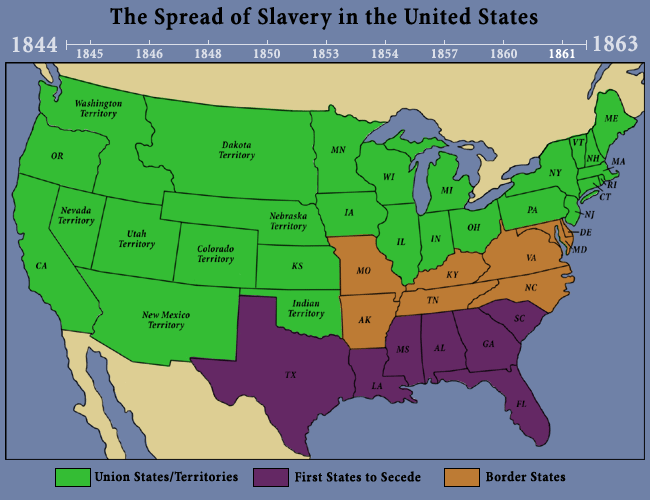 The Spread of Slavery in the United States
1844 1845 1846 1848 1850 1853 1854 1857 1860 1861 1863
Washington
Territory
OR
Dakota
Territory
MN
WI
MI
ME
VT
NH
MA
NY
RI
CT
NJ
PA
DE
MD
Nevada
Territory
Utah
Territory
Colorado
Territory
Nebraska
Territory
IA
IL
IN
OH
CA
KS
MO
KY
VA
NC
TN
AK
New Mexico
Territory
Indian
Territory
TX
LA
MS
AL
GA
SC
FL
Union States/Territories
First States to Secede
Border States